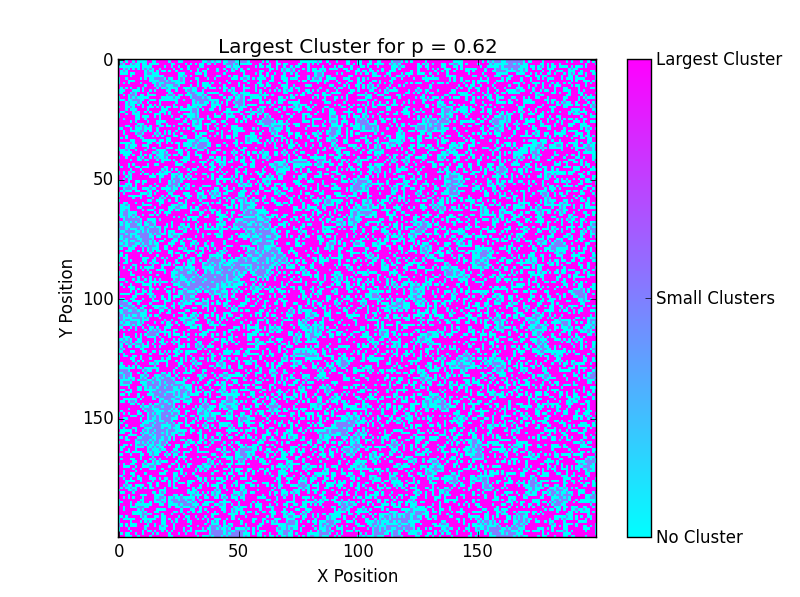 Largest Cluster for p = 0.62
0
50
100
150
Y Position
0
50
100
150
X Position
Largest Cluster
Small Clusters
No Cluster